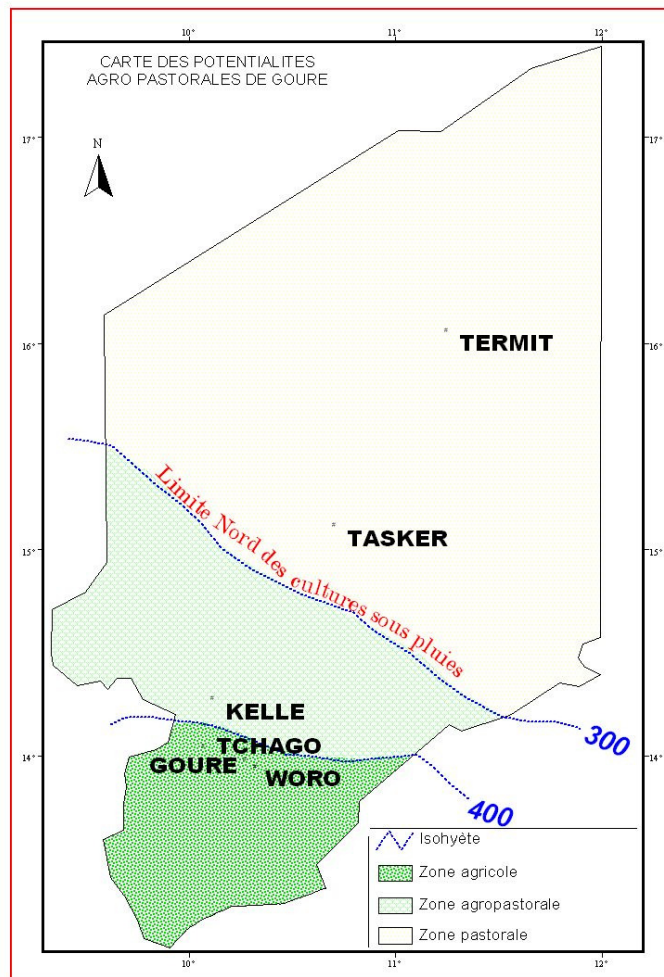 CARTE DES POTENTIALITES
AGRO PASTORALES DE GOURE
10° 11° 12°
17° 17°
N
16° 16°
TERMIT
Limite Nord des cultures sous pluies
TASKER
15° 15°
KELLE
300
TCHAGO
14° 14°
GOURE
WORO
400
Isohyète
Zone agricole
Zone agropastorale
Zone pastorale
10° 11° 12°